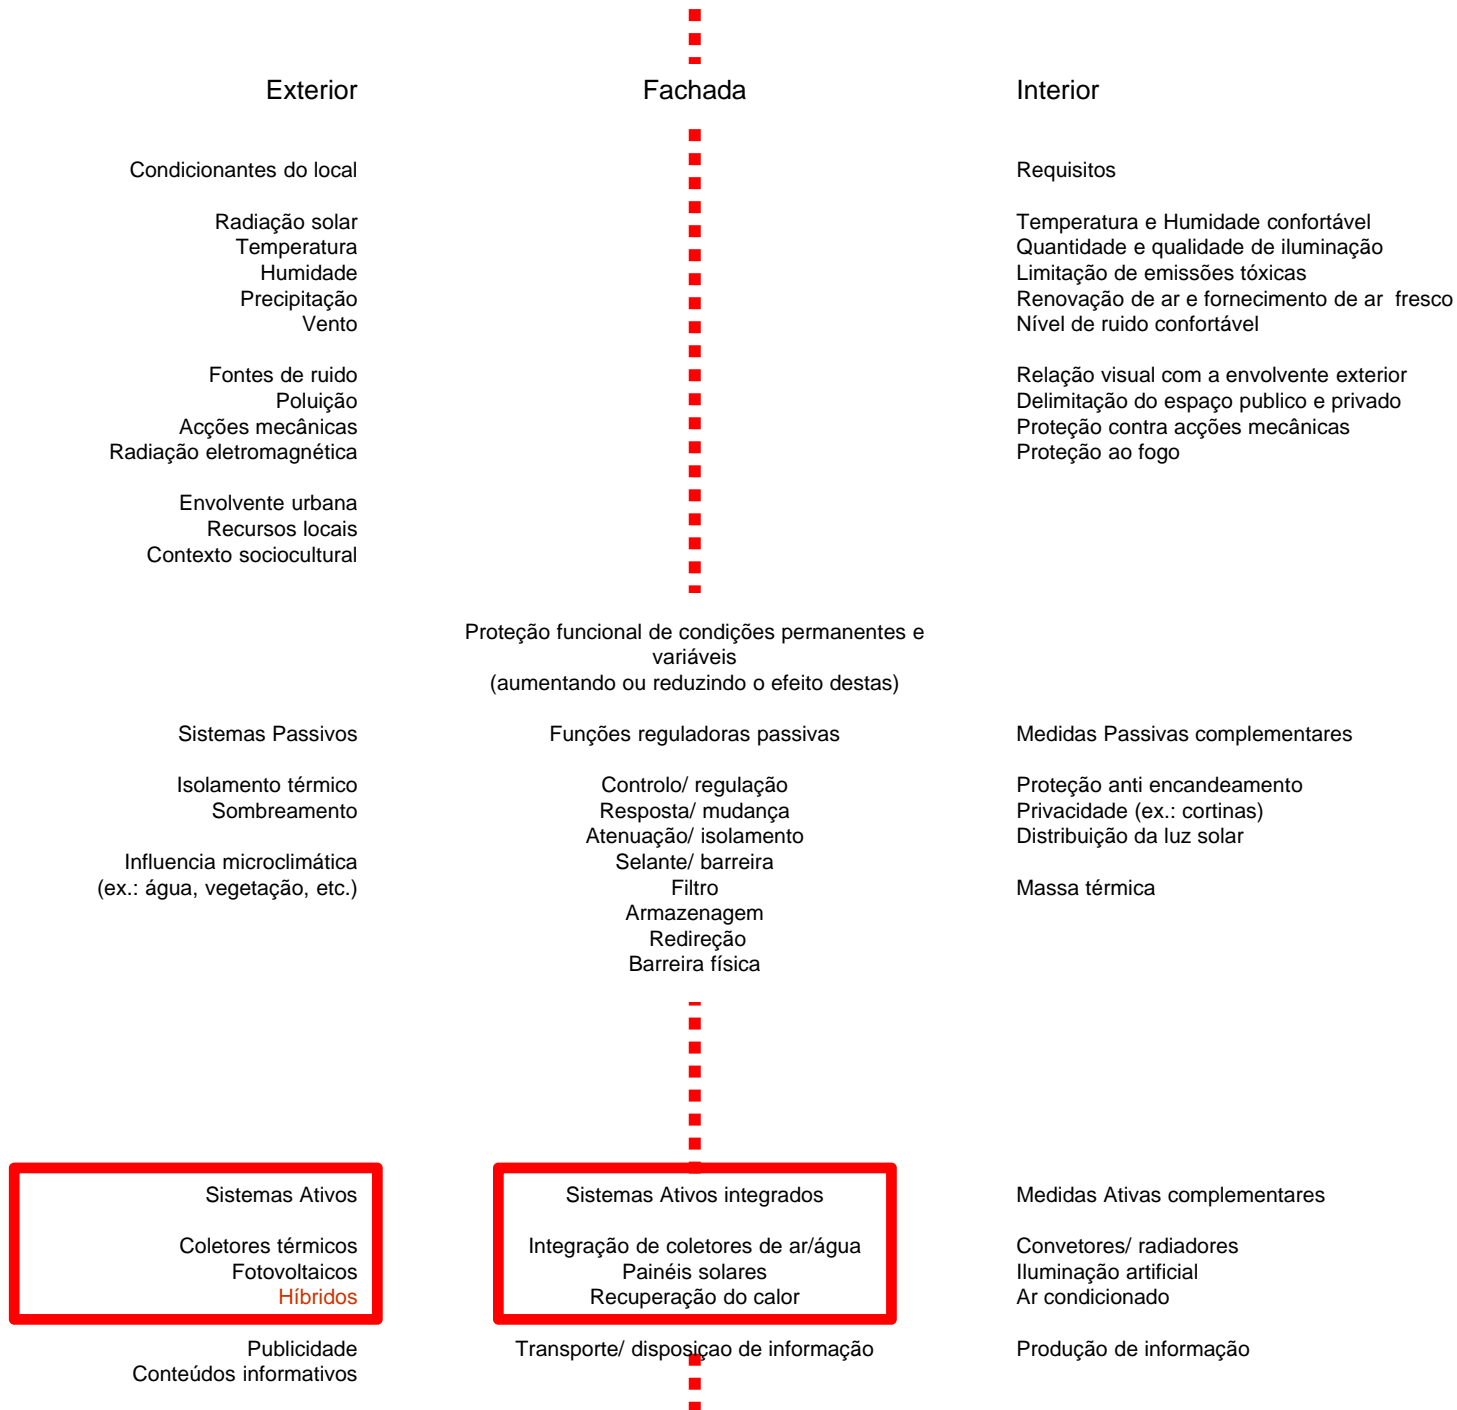 Exterior
Fachada
Interior
Condicionantes do local
Requisitos
Radiação solar
Temperatura
Humidade
Precipitação
Vento
Temperatura e Humidade confortável
Quantidade e qualidade de iluminação
Limitação de emissões tóxicas
Renovação de ar e fornecimento de ar fresco
Nível de ruido confortável
Fontes de ruido
Poluição
Acções mecânicas
Radiação eletromagnética
Relação visual com a envolvente exterior
Delimitação do espaço publico e privado
Proteção contra acções mecânicas
Proteção ao fogo
Envolvente urbana
Recursos locais
Contexto sociocultural
Proteção funcional de condições permanentes e
variáveis
(aumentando ou reduzindo o efeito destas)
Sistemas Passivos
Funções reguladoras passivas
Medidas Passivas complementares
Isolamento térmico
Sombreamento
Influencia microclimática
(ex.: água, vegetação, etc.)
Controlo/ regulação
Resposta/ mudança
Atenuação/ isolamento
Selante/ barreira
Filtro
Armazenagem
Redireção
Barreira física
Proteção anti encandeamento
Privacidade (ex.: cortinas)
Distribuição da luz solar
Massa térmica
Sistemas Ativos
Sistemas Ativos integrados
Medidas Ativas complementares
Coletores térmicos
Fotovoltaicos
Híbridos
Integração de coletores de ar/água
Painéis solares
Recuperação do calor
Convetores/ radiadores
Iluminação artificial
Ar condicionado
Publicidade
Conteúdos informativos
Transporte/ disposiçao de informação
Produção de informação